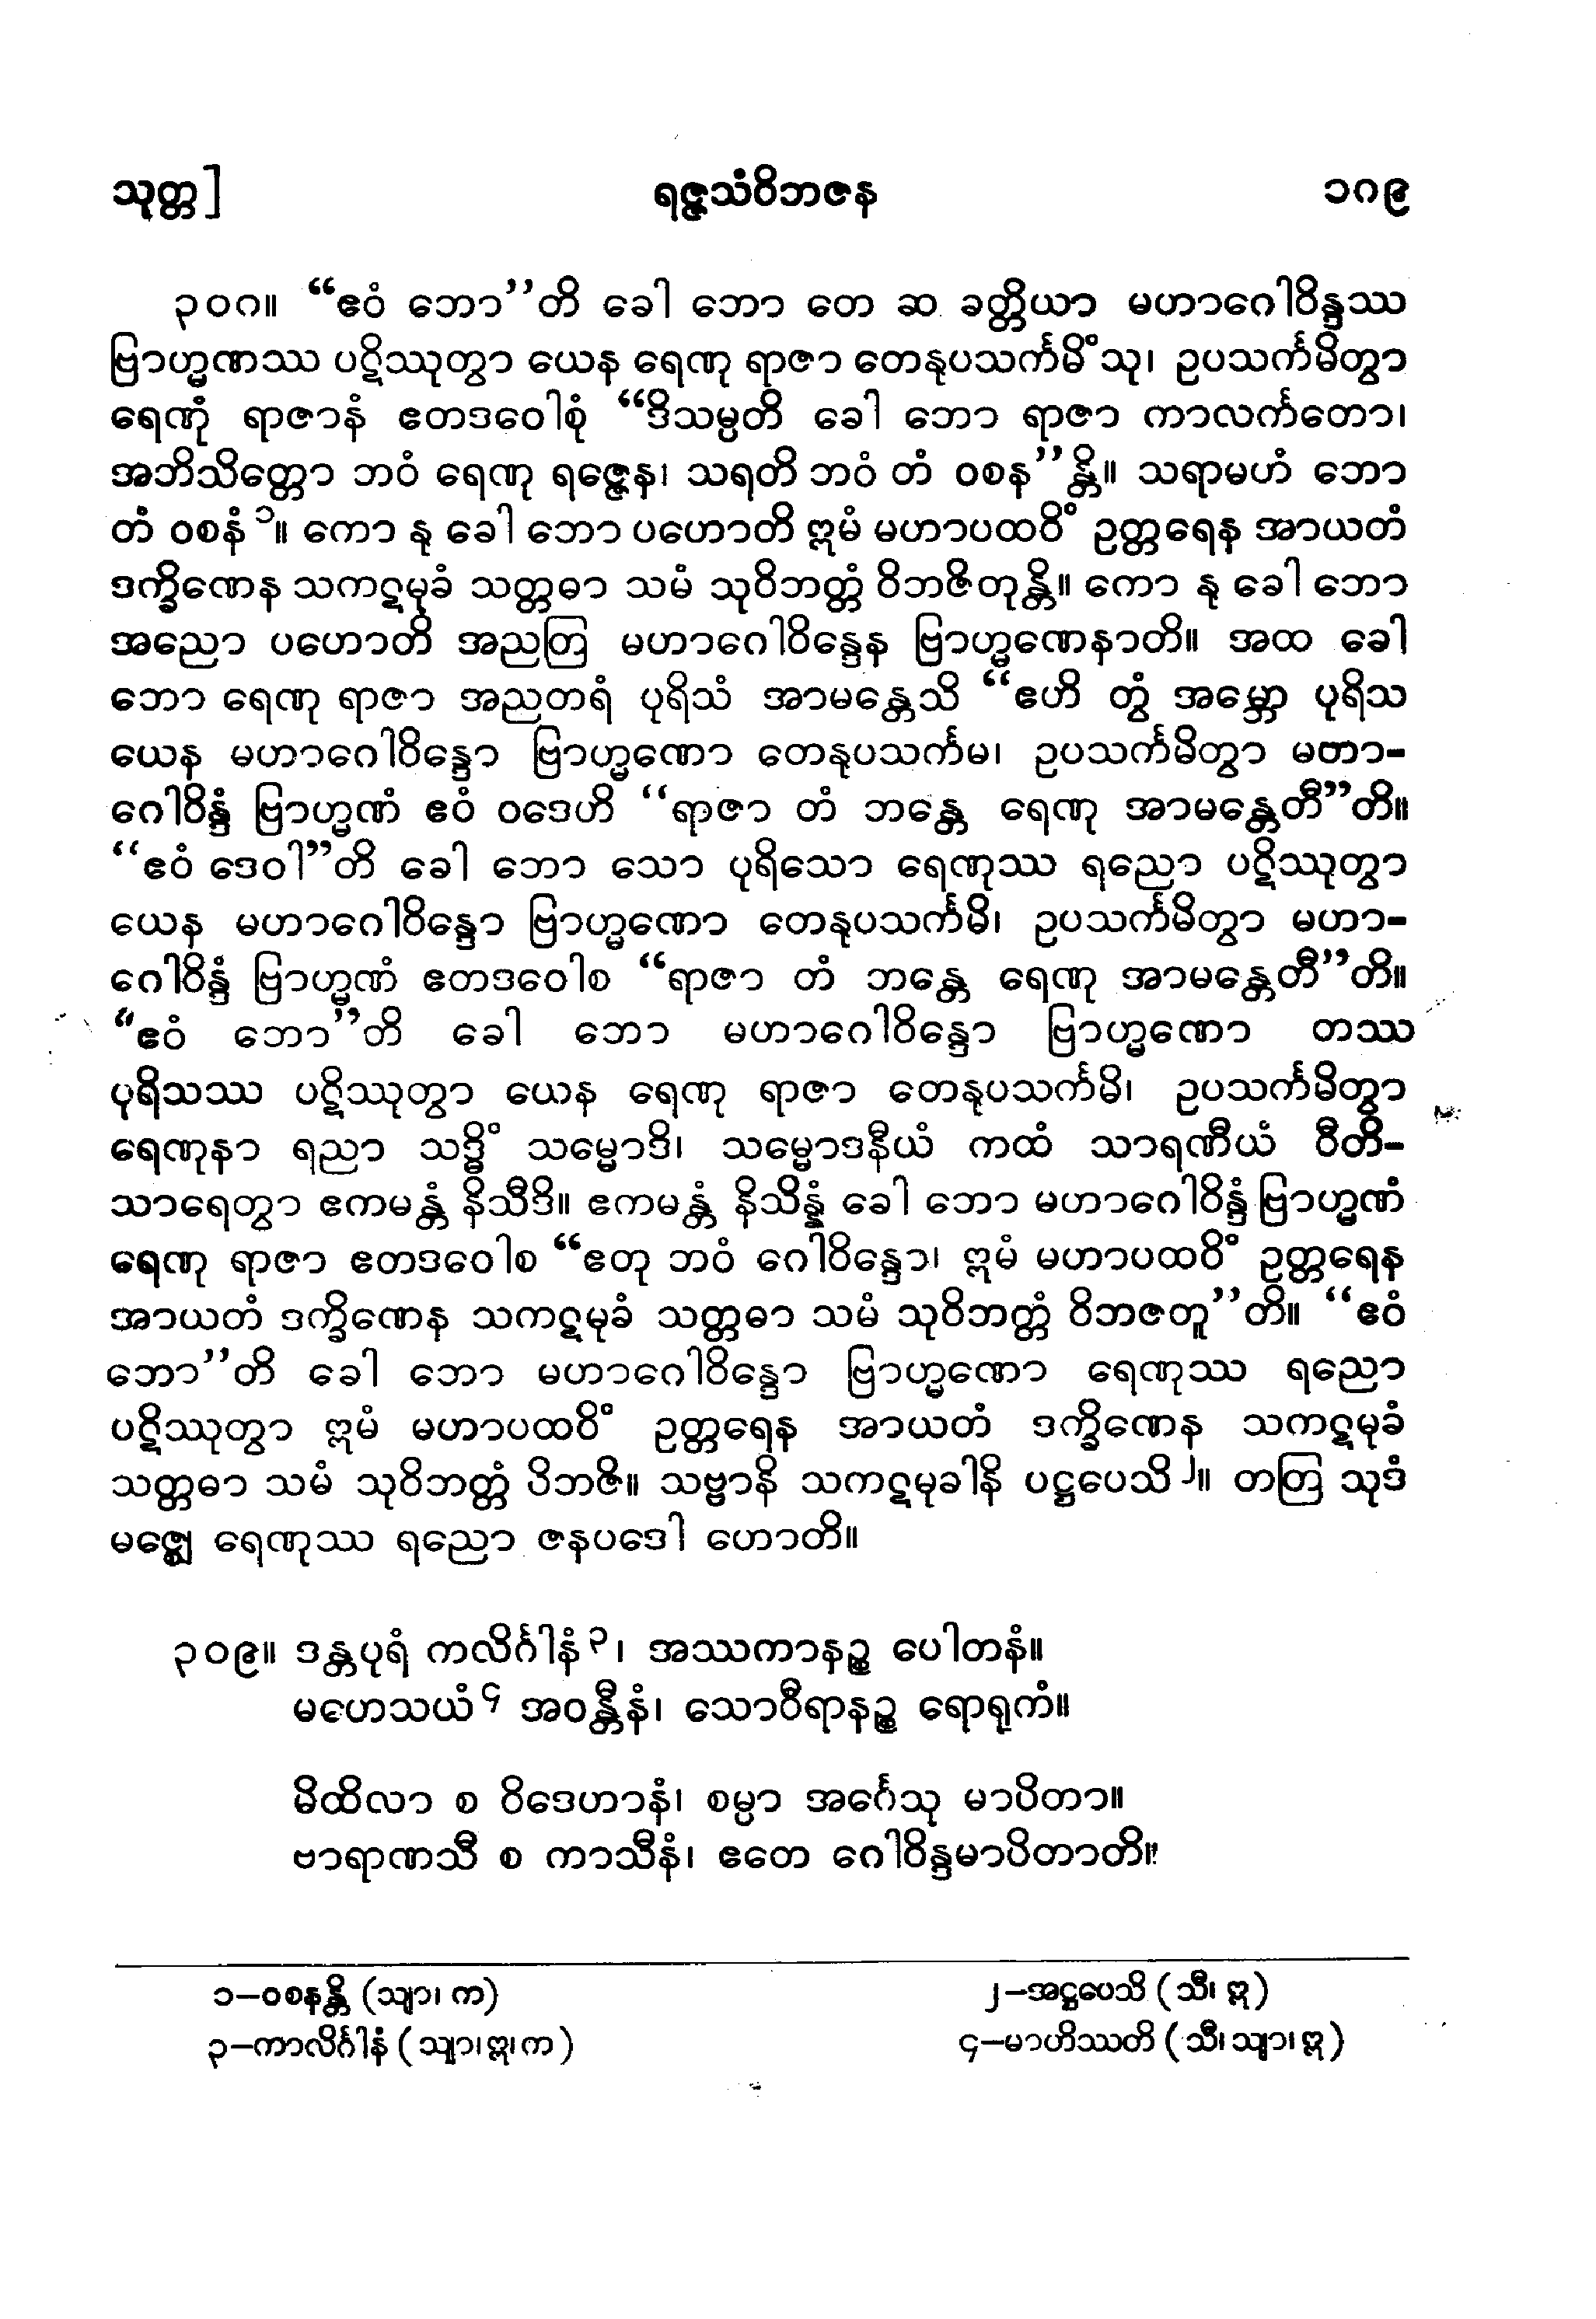 သုတ္တ] ရဇ္ဇသံဝိဘဇန ၁၈၉
၃၀၈။ “ဧဝံ ဘော”တိ ခေါ ဘော တေ ဆ ခတ္တိယာ မဟာဂေါဝိန္ဒဿ
ဗြာဟ္မဏဿ ပဋိဿုတွာ ယေန ရေဏု ရာဇာ တေနုပသင်္ကမိံသု၊ ဥပသင်္ကမိတွာ
ရေဏုံ ရာဇာနံ ဧတဒဝေါစုံ “ဒိသမ္ပတိ ခေါ ဘော ရာဇာ ကာလင်္ကတော၊
အဘိသိတ္တော ဘဝံ ရေဏု ရဇ္ဇေန၊ သရတိ ဘဝံ တံ ဝစန”န္တိ။ သရာမဟံ ဘော
တံ ဝစနံ ၁။ ကော နု ခေါ ဘော ပဟောတိ ဣမံ မဟာပထဝိံ ဥတ္တရေန အာယတံ
ဒက္ခိဏေန သကဋမုခံ သတ္တဓာ သမံ သုဝိဘတ္တံ ဝိဘဇိတုန္တိ။ ကော နု ခေါ ဘော
အညော ပဟောတိ အညတြ မဟာဂေါဝိန္ဒေန ဗြာဟ္မဏေနာတိ။ အထ ခေါ
ဘော ရေဏု ရာဇာ အညတရံ ပုရိသံ အာမန္တေသိ “ဧဟိ တွံ အမ္ဘော ပုရိသ
ယေန မဟာဂေါဝိန္ဒော ဗြာဟ္မဏော တေနုပသင်္ကမ၊ ဥပသင်္ကမိတွာ မဟာ-
ဂေါဝိန္ဒံ ဗြာဟ္မဏံ ဧဝံ ဝဒေဟိ “ရာဇာ တံ ဘန္တေ ရေဏု အာမန္တေတီ”တိ။
“ဧဝံ ဒေဝါ”တိ ခေါ ဘော သော ပုရိသော ရေဏုဿ ရညော ပဋိဿုတွာ
ယေန မဟာဂေါဝိန္ဒော ဗြာဟ္မဏော တေနုပသင်္ကမိ၊ ဥပသင်္ကမိတွာ မဟာ-
ဂေါဝိန္ဒံ ဗြာဟ္မဏံ ဧတဒဝေါစ “ရာဇာ တံ ဘန္တေ ရေဏု အာမန္တေတီ”တိ။
“ဧဝံ ဘော”တိ ခေါ ဘော မဟာဂေါဝိန္ဒော ဗြာဟ္မဏော တဿ
ပုရိသဿ ပဋိဿုတွာ ယေန ရေဏု ရာဇာ တေနုပသင်္ကမိ၊ ဥပသင်္ကမိတွာ
ရေဏုနာ ရညာ သဒ္ဓိံ သမ္မောဒိ၊ သမ္မောဒနီယံ ကထံ သာရဏီယံ ဝီတိ-
သာရေတွာ ဧကမန္တံ နိသီဒိ။ ဧကမန္တံ နိသိန္နံ ခေါ ဘော မဟာဂေါဝိန္ဒံ ဗြာဟ္မဏံ
ရေဏု ရာဇာ ဧတဒဝေါစ “ဧတု ဘဝံ ဂေါဝိန္ဒော၊ ဣမံ မဟာပထဝိံ ဥတ္တရေန
အာယတံ ဒက္ခိဏေန သကဋမုခံ သတ္တဓာ သမံ သုဝိဘတ္တံ ဝိဘဇတူ”တိ။ “ဧဝံ
ဘော”တိ ခေါ ဘော မဟာဂေါဝိန္ဒော ဗြာဟ္မဏော ရေဏုဿ ရညော
ပဋိဿုတွာ ဣမံ မဟာပထဝိံ ဥတ္တရေန အာယတံ ဒက္ခိဏေန သကဋမုခံ
သတ္တဓာ သမံ သုဝိဘတ္တံ ဝိဘဇိ။ သဗ္ဗာနိ သကဋမုခါနိ ပဋ္ဌပေသိ ၂။ တတြ သုဒံ
မဇ္ဈေ ရေဏုဿ ရညော ဇနပဒေါ ဟောတိ။
၃၀၉။ ဒန္တပုရံ ကလိင်္ဂါနံ ၃၊ အဿကာနဉ္စ ပေါတနံ။
မဟေသယံ ၄ အဝန္တီနံ၊ သောဝီရာနဉ္စ ရောရုကံ။
မိထိလာ စ ဝိဒေဟာနံ၊ စမ္ပာ အင်္ဂေသု မာပိတာ။
ဗာရာဏသီ စ ကာသီနံ၊ ဧတေ ဂေါဝိန္ဒမာပိတာတိ။
၁–ဝစနန္တိ (သျာ၊ က) ၂–အဋ္ဌပေသိ (သီ၊ ဣ)
၃–ကာလိင်္ဂါနံ (သျာ၊ဣ၊က) ၄–မာဟိဿတိ (သီ၊သျာ၊ဣ)